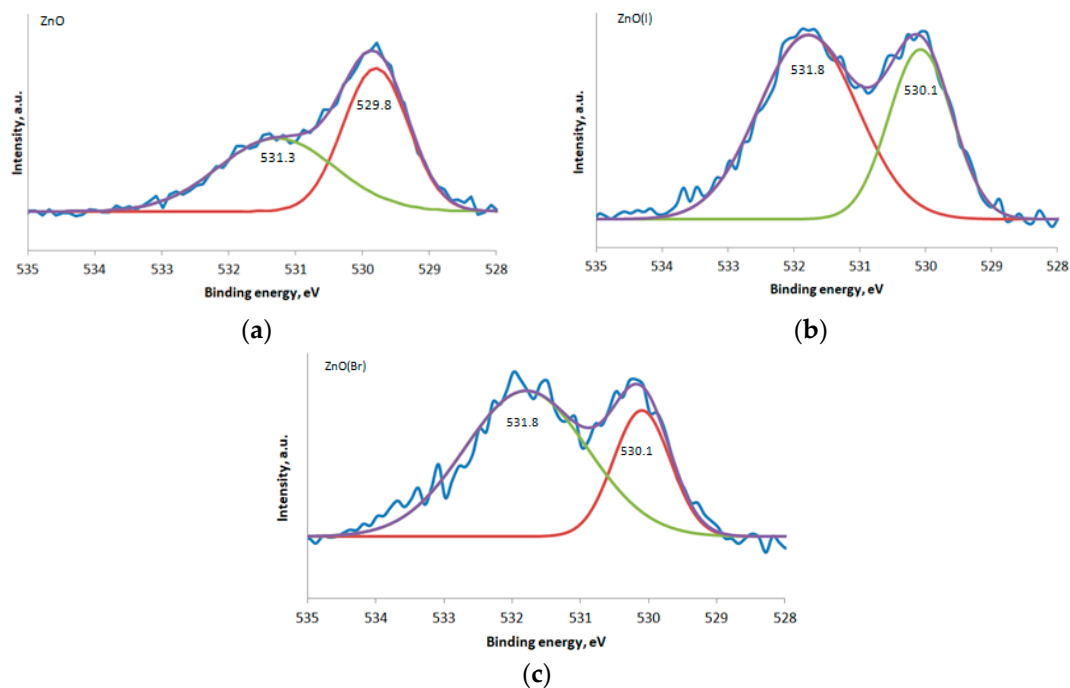 ZnO
Intensity, a.u.
529.8
531.3
535 534 533 532 531 530 529 528
Binding energy, eV
(a)
ZnO(I)
Intensity, a.u.
531.8
530.1
535 534 533 532 531 530 529 528
Binding energy, eV
(b)
ZnO(Br)
Intensity, a.u.
531.8
530.1
535 534 533 532 531 530 529 528
Binding energy, eV
(c)